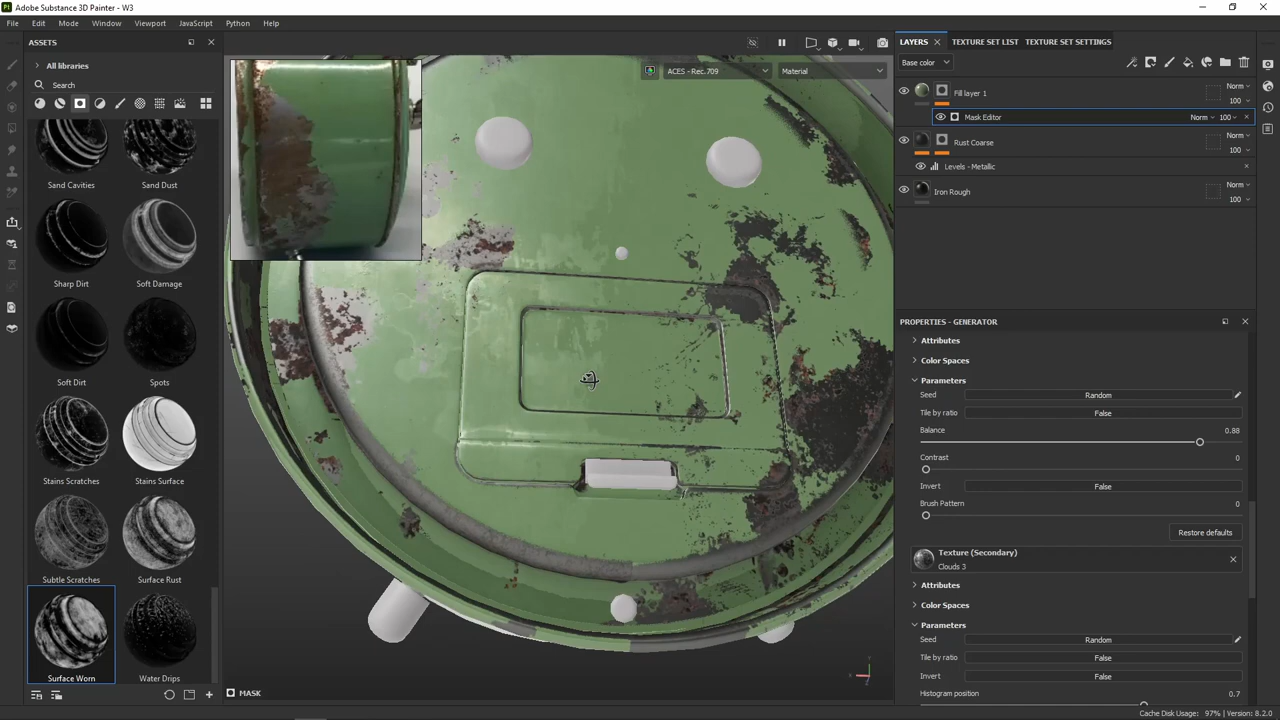 Adobe Substance 3D Painter - W3
File Edit Mode Window Viewport JavaScript Python Help
ASSETS
All libraries
Search
Sand Cavities
Sand Dust
Sharp Dirt
Soft Damage
Soft Dirt
Spots
Stains Scratches
Stains Surface
Subtle Scratches
Surface Rust
Surface Worn
Water Drips
ACES - Rec.709
Material
MASK
Y
X
Z
LAYERS
TEXTURE SET LIST
TEXTURE SET SETTINGS
Base color
Fill layer 1
Norm
100
Mask Editor
Norm
100
Rust Coarse
Norm
100
Levels - Metallic
Iron Rough
Norm
100
PROPERTIES - GENERATOR
Attributes
Color Spaces
Parameters
Seed Random
Tile by ratio False
Balance 0.88
Contrast 0
Invert False
Brush Pattern 0
Restore defaults
Texture (Secondary)
Clouds 3
Attributes
Color Spaces
Parameters
Seed Random
Tile by ratio False
Invert False
Histogram position 0.7
Cache Disk Usage: 97% | Version: 8.2.0